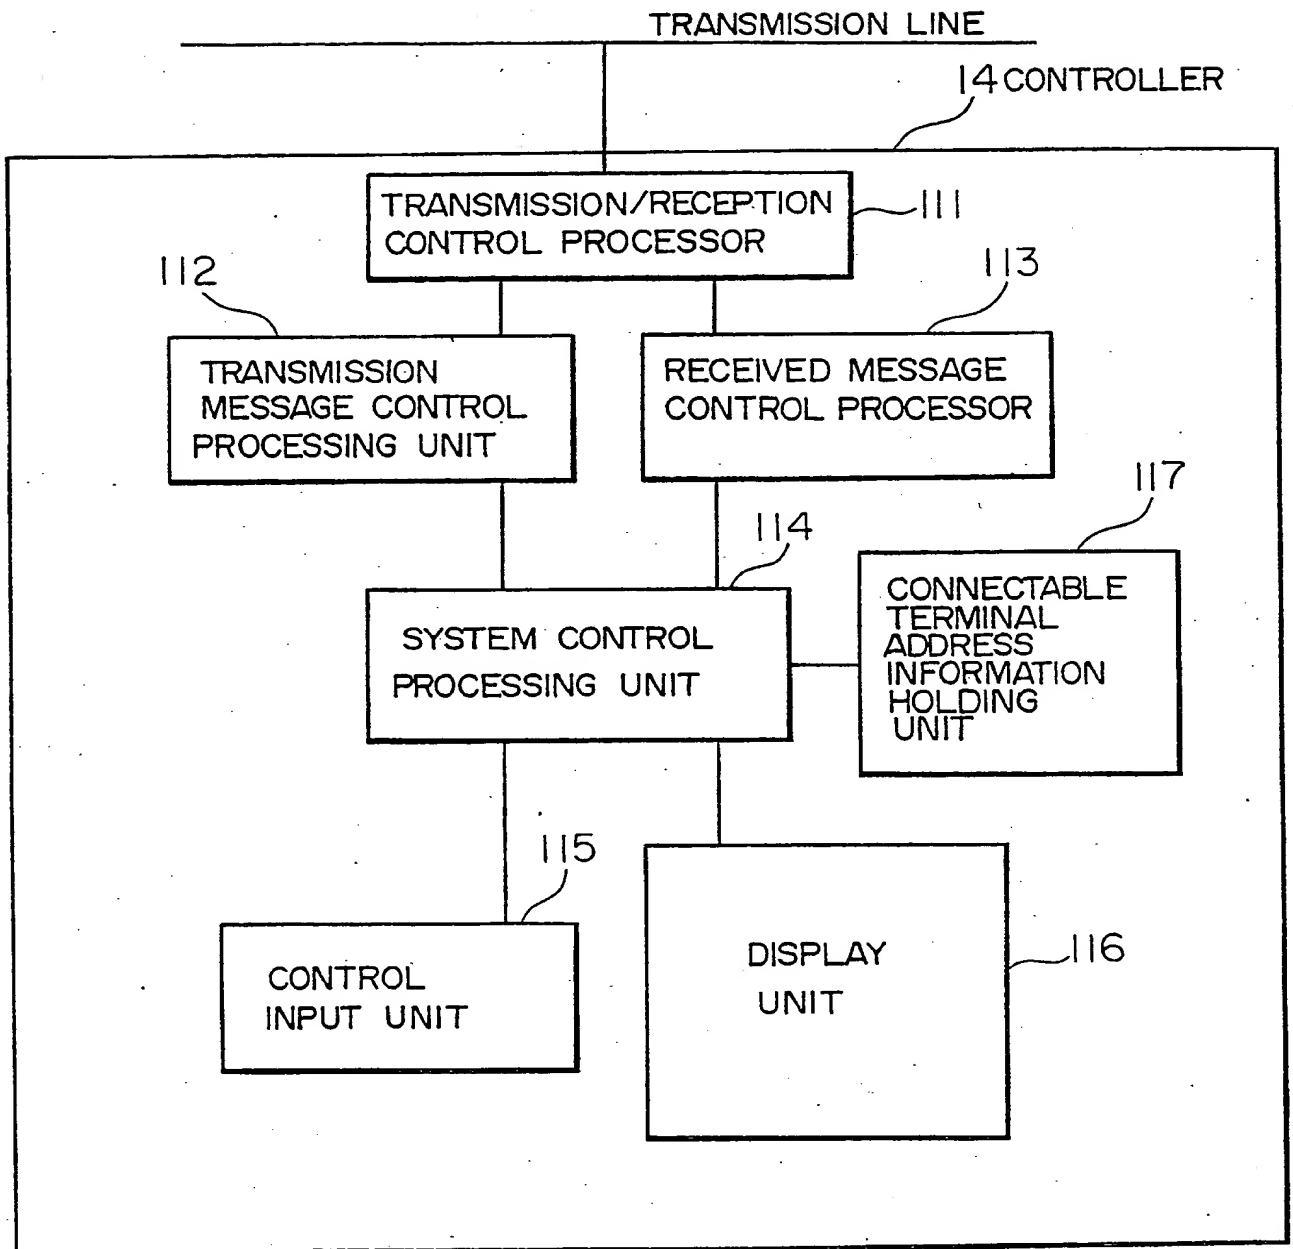 TRANSMISSION LINE
14 CONTROLLER
TRANSMISSION/RECEPTION
CONTROL PROCESSOR
111
112
113
TRANSMISSION
MESSAGE CONTROL
PROCESSING UNIT
RECEIVED MESSAGE
CONTROL PROCESSOR
117
114
SYSTEM CONTROL
PROCESSING UNIT
CONNECTABLE
TERMINAL
ADDRESS
INFORMATION
HOLDING
UNIT
115
CONTROL
INPUT UNIT
DISPLAY
UNIT
116